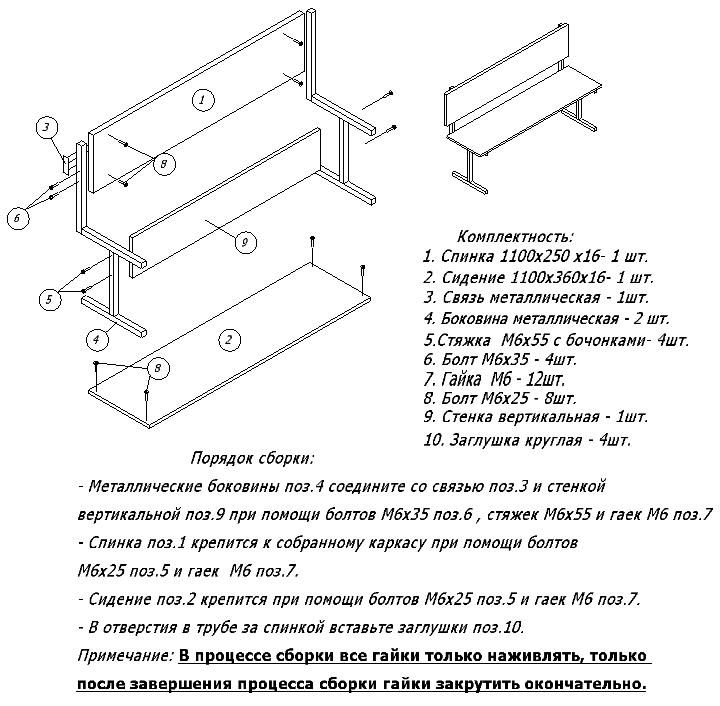 1
3
8
6
9
5
4
2
8
Комплектность:
1. Спинка 1100х250 х16- 1 шт.
2. Сидение 1100х360х16- 1 шт.
3. Связь металлическая - 1шт.
4. Боковина металлическая - 2 шт.
5.Стяжка М6х55 с бочонками- 4шт.
6. Болт М6х35 - 4шт.
7. Гайка М6 - 12шт.
8. Болт М6х25 - 8шт.
9. Стенка вертикальная - 1шт.
10. Заглушка круглая - 4шт.
Порядок сборки:
- Металлические боковины поз.4 соедините со связью поз.3 и стенкой
вертикальной поз.9 при помощи болтов М6х35 поз.6 , стяжек М6х55 и гаек М6 поз.7
- Спинка поз.1 крепится к собранному каркасу при помощи болтов
М6х25 поз.5 и гаек М6 поз.7.
- Сидение поз.2 крепится при помощи болтов М6х25 поз.5 и гаек М6 поз.7.
- В отверстия в трубе за спинкой вставьте заглушки поз.10.
Примечание: В процессе сборки все гайки только наживлять, только
после завершения процесса сборки гайки закрутить окончательно.